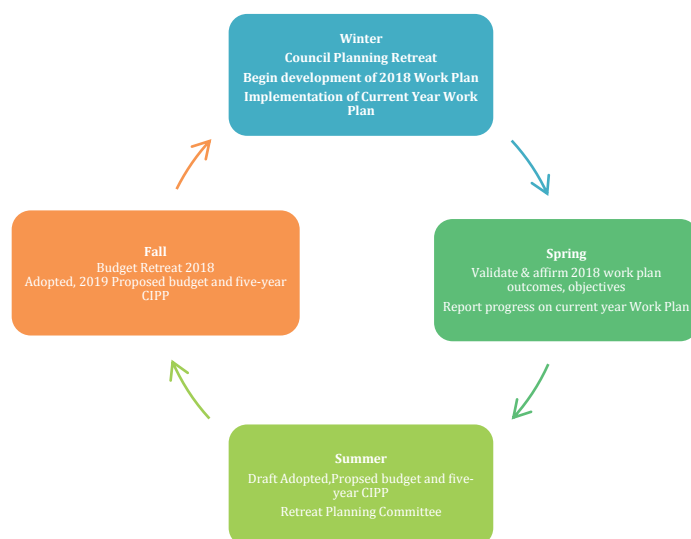 Winter
Council Planning Retreat
Begin development of 2018 Work Plan
Implementation of Current Year Work
Plan
Spring
Validate & affirm 2018 work plan
outcomes, objectives
Report progress on current year Work Plan
Summer
Draft Adopted,Propsed budget and five-
year CIPP
Retreat Planning Committee
Fall
Budget Retreat 2018
Adopted, 2019 Proposed budget and five-year
CIPP